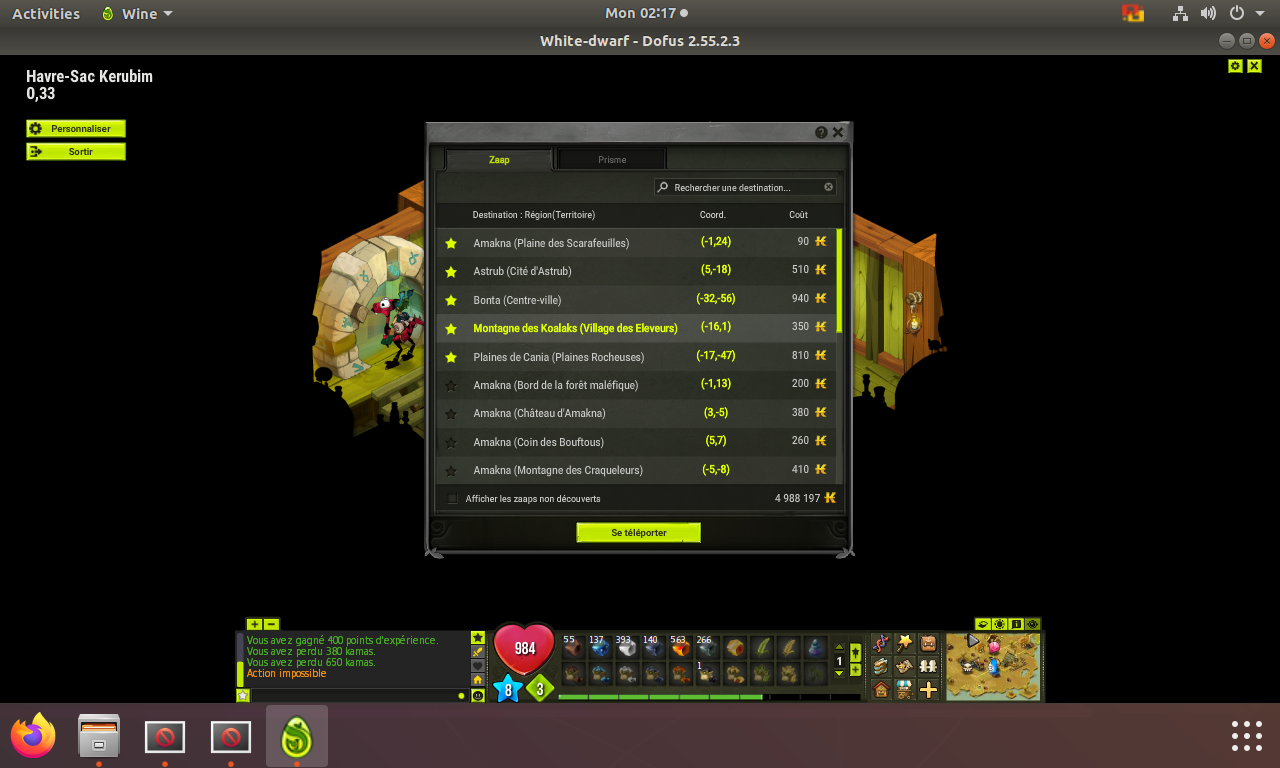 Activities
Wine
Mon 02:17
White-dwarf - Dofus 2.55.2.3
Havre-Sac Kerubim
0,33
Personnaliser
Sortir
Zaap
Prisme
Rechercher une destination...
Destination : Région(Territoire) Coord. Coût
Amakna (Plaine des Scarafeuilles) (-1,24) 90
Astrub (Cité d'Astrub) (5,-18) 510
Bonta (Centre-ville) (-32,-56) 940
Montagne des Koalaks (Village des Eleveurs) (-16,1) 350
Plaines de Cania (Plaines Rocheuses) (-17,-47) 810
Amakna (Bord de la forêt maléfique) (-1,13) 200
Amakna (Château d'Amakna) (3,-5) 380
Amakna (Coin des Bouftous) (5,7) 260
Amakna (Montagne des Craqueleurs) (-5,-8) 410
Afficher les zaaps non découverts 4 988 197
Se téléporter
Vous avez gagné 400 points d'expérience.
Vous avez perdu 380 kamas.
Vous avez perdu 650 kamas.
Action impossible
984
8
3
55 137 393 140 563 266
1
1